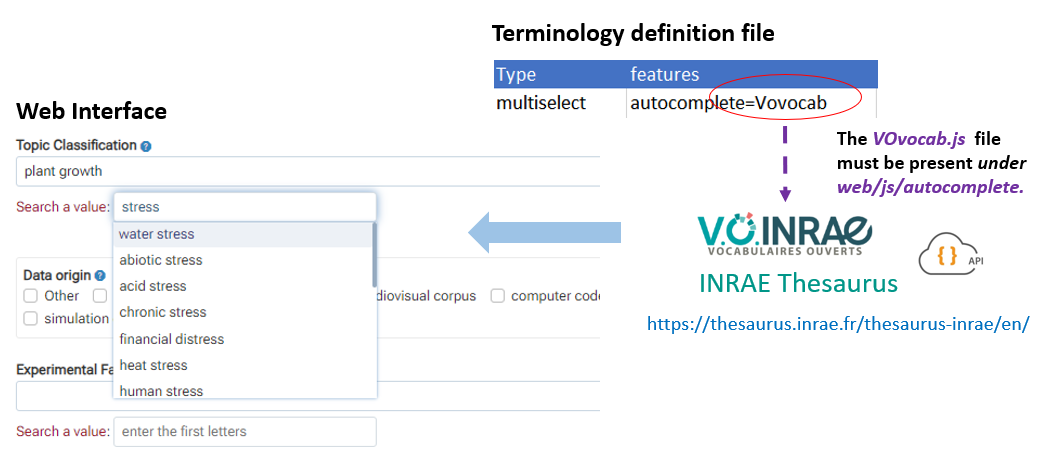 Terminology definition file
Type features
multiselect autocomplete=Vovocab
The VOvocab.js file
must be present under
web/js/autocomplete.
Web Interface
Topic Classification ?
plant growth
Search a value: stress
water stress
abiotic stress
acid stress
chronic stress
financial distress
heat stress
human stress
Data origin ?
Other diovisual corpus computer code
simulation
Experimental Fa
Search a value: enter the first letters
V.O.INRAE
VOCABULAIRES OUVERTS
{ } API
INRAE Thesaurus
https://thesaurus.inrae.fr/thesaurus-inrae/en/